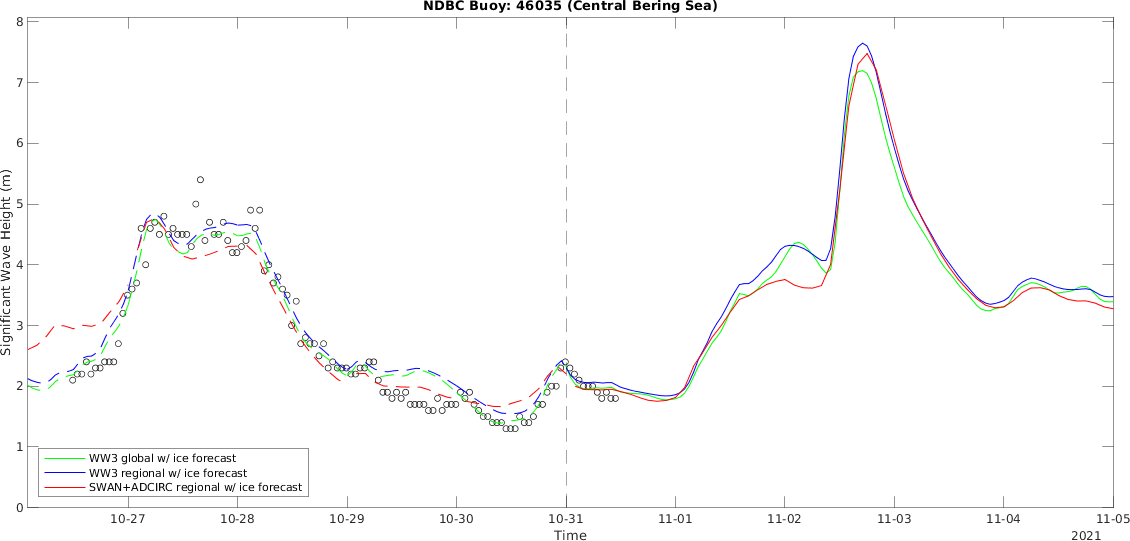 NDBC Buoy: 46035 (Central Bering Sea)
8
7
6
5
4
3
2
1
0
Significant Wave Height (m)
WW3 global w/ ice forecast
WW3 regional w/ ice forecast
SWAN+ADCIRC regional w/ ice forecast
10-27 10-28 10-29 10-30 10-31 11-01 11-02 11-03 11-04 11-05
Time
2021